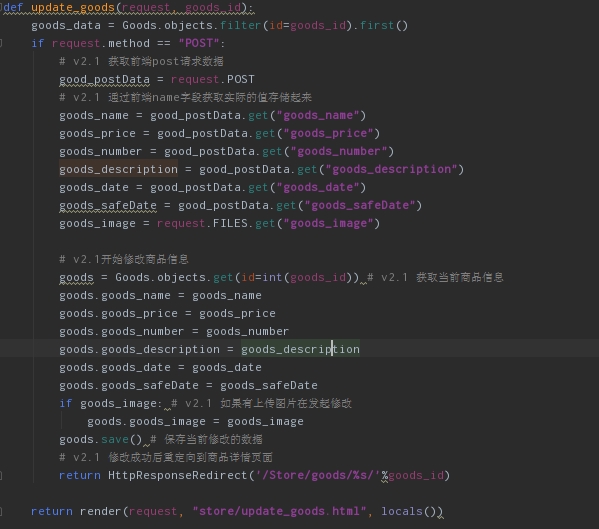 def update_goods(request, goods_id):
    goods_data = Goods.objects.filter(id=goods_id).first()
    if request.method == "POST":
        # v2.1 获取前端post请求数据
        good_postData = request.POST
        # v2.1 通过前端name字段获取实际的值存储起来
        goods_name = good_postData.get("goods_name")
        goods_price = good_postData.get("goods_price")
        goods_number = good_postData.get("goods_number")
        goods_description = good_postData.get("goods_description")
        goods_date = good_postData.get("goods_date")
        goods_safeDate = good_postData.get("goods_safeDate")
        goods_image = request.FILES.get("goods_image")

        # v2.1开始修改商品信息
        goods = Goods.objects.get(id=int(goods_id)) # v2.1 获取当前商品信息
        goods.goods_name = goods_name
        goods.goods_price = goods_price
        goods.goods_number = goods_number
        goods.goods_description = goods_description
        goods.goods_date = goods_date
        goods.goods_safeDate = goods_safeDate
        if goods_image: # v2.1 如果有上传图片在发起修改
            goods.goods_image = goods_image
        goods.save() # 保存当前修改的数据
        # v2.1 修改成功后重定向到商品详情页面
        return HttpResponseRedirect('/Store/goods/%s/'%goods_id)

    return render(request, "store/update_goods.html", locals())